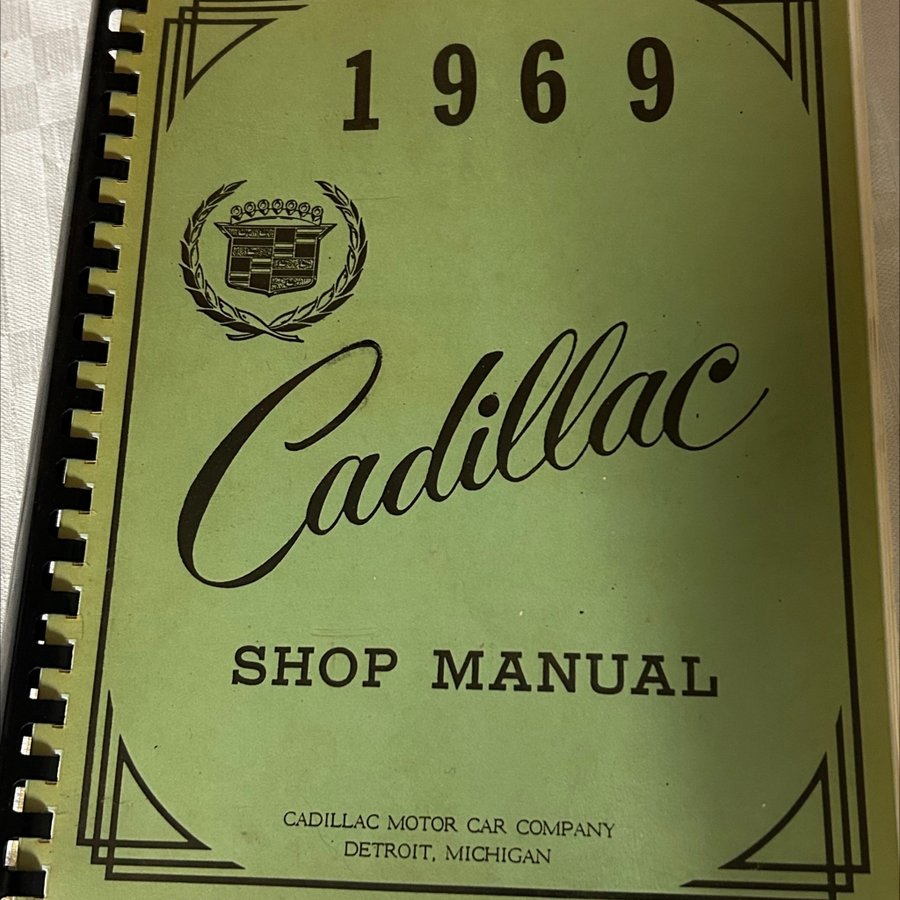 1969
Cadillac
SHOP MANUAL
CADILLAC MOTOR CAR COMPANY
DETROIT, MICHIGAN